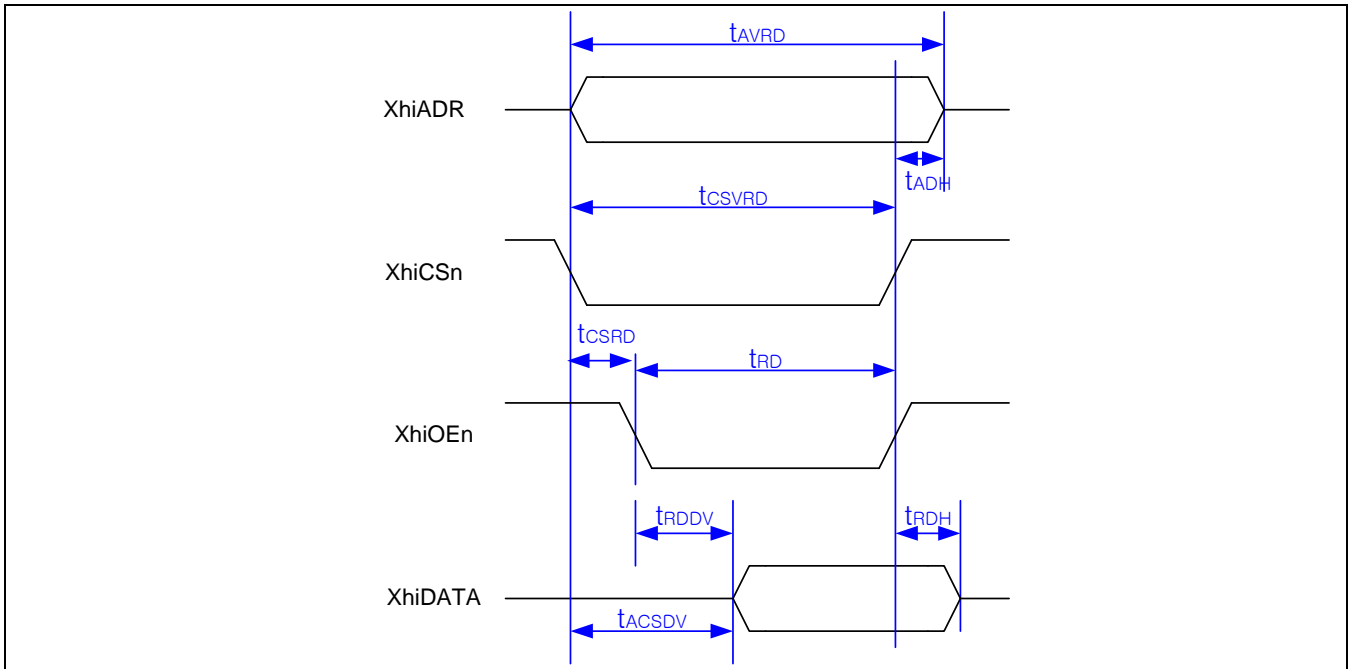 tAVRD
XhiADR
tADH
tCSVRD
XhiCSn
tCSRD
tRD
XhiOEn
tRDDV
tRDH
XhiDATA
tACSDV